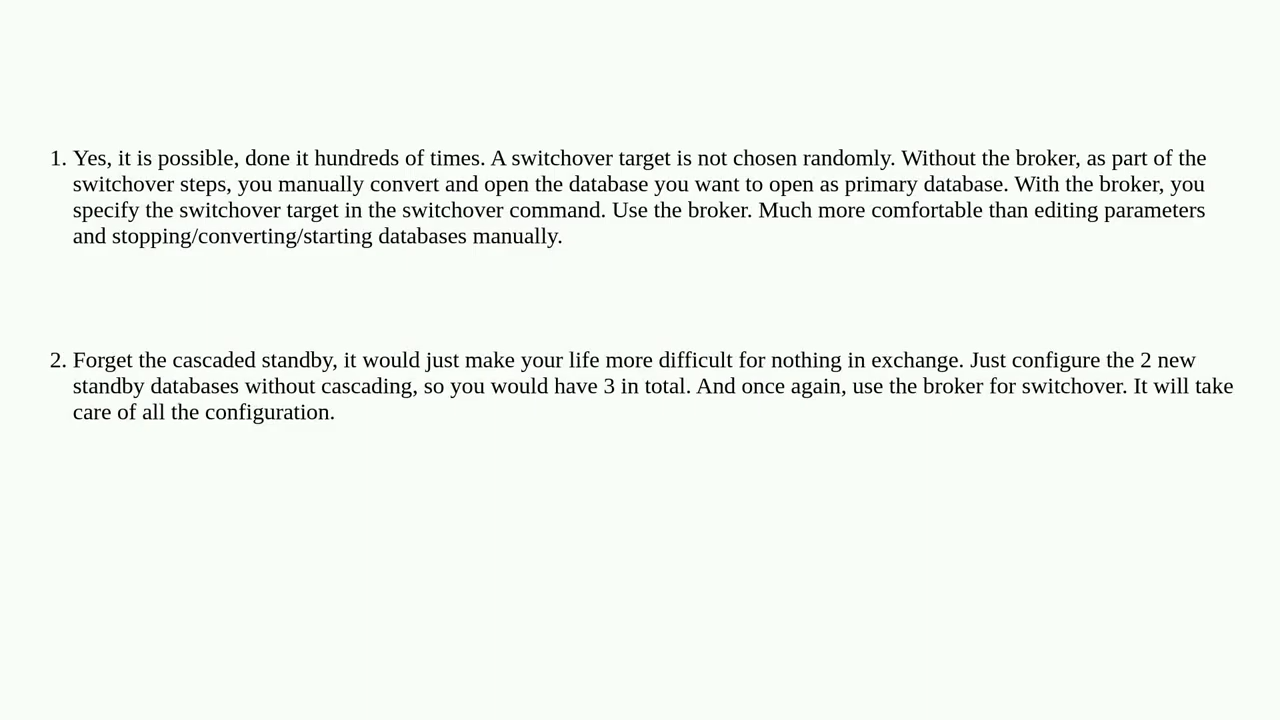 1. Yes, it is possible, done it hundreds of times. A switchover target is not chosen randomly. Without the broker, as part of the
switchover steps, you manually convert and open the database you want to open as primary database. With the broker, you
specify the switchover target in the switchover command. Use the broker. Much more comfortable than editing parameters
and stopping/converting/starting databases manually.
2. Forget the cascaded standby, it would just make your life more difficult for nothing in exchange. Just configure the 2 new
standby databases without cascading, so you would have 3 in total. And once again, use the broker for switchover. It will take
care of all the configuration.